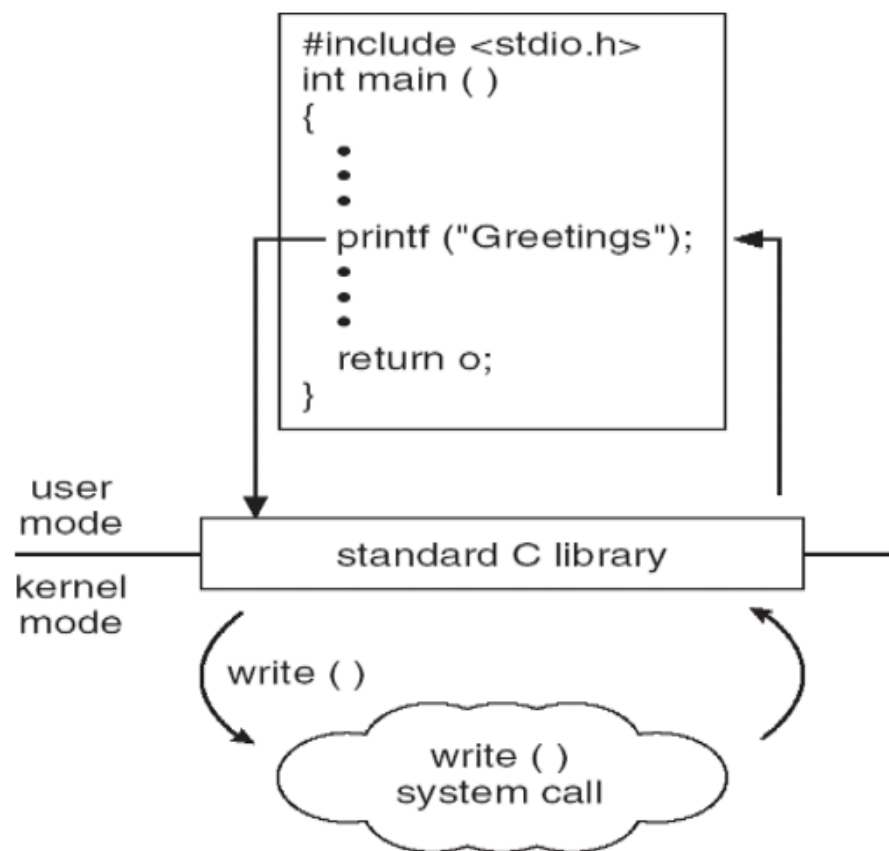 #include <stdio.h>
int main ( )
{
•
•
•
printf ("Greetings");
•
•
•
return o;
}
user
mode
standard C library
kernel
mode
write ( )
write ( )
system call